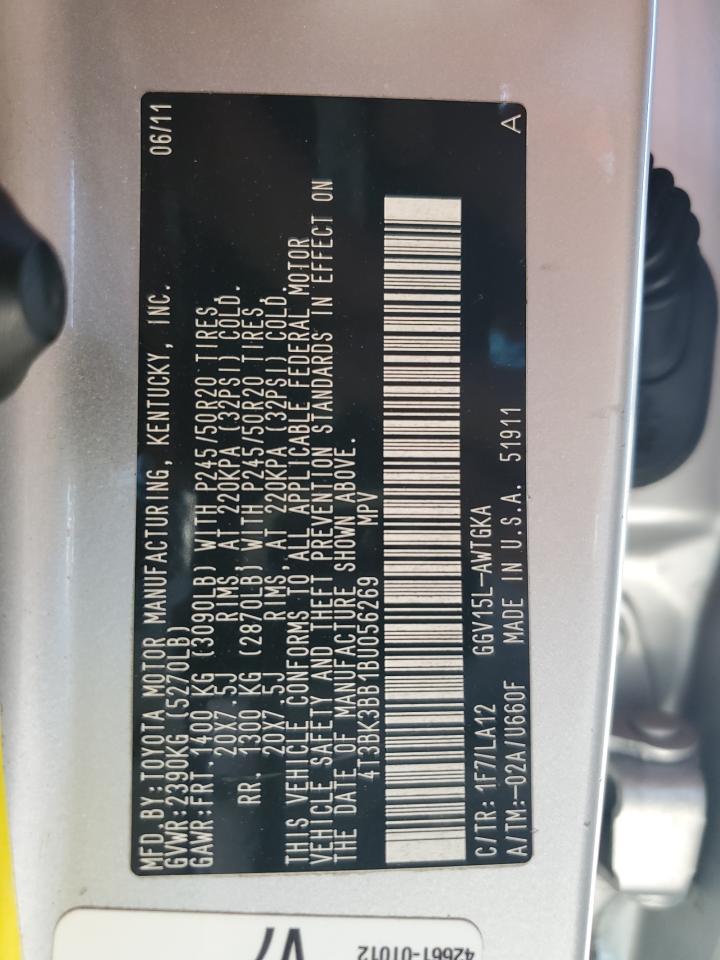 MFD.BY:TOYOTA MOTOR MANUFACTURING, KENTUCKY, INC. 06/11
GVWR:2390KG (5270LB)
GAWR:FRT.1400 KG (3090LB) WITH P245/50R20 TIRES,
20X7.5J RIMS, AT 220KPA (32PSI) COLD.
RR. 1300 KG (2870LB) WITH P245/50R20 TIRES,
20X7.5J RIMS, AT 220KPA (32PSI) COLD.
THIS VEHICLE CONFORMS TO ALL APPLICABLE FEDERAL MOTOR
VEHICLE SAFETY AND THEFT PREVENTION STANDARDS IN EFFECT ON
THE DATE OF MANUFACTURE SHOWN ABOVE.
4T3BK3BB1BU056269 MPV
C/TR: 1F7/LA12 GGV15L-AWTGKA
A/TM:-02A/U660F MADE IN U.S.A. 51911 A
42661-01012